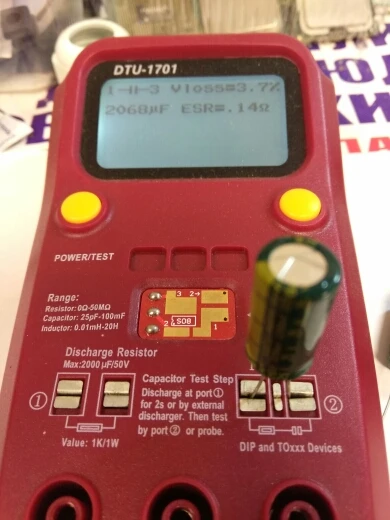 DTU-1701
1-||-3 Vloss=3.7%
2068µF ESR=.14Ω
POWER/TEST
Range:
Resistor: 0Ω-50MΩ
Capacitor: 25pF-100mF
Inductor: 0.01mH-20H
3 2
2 SOB 1
Discharge Resistor
Max:2000 µF/50V
Capacitor Test Step
Discharge at port①
for 2s or by external
discharger. Then test
by port② or probe.
①
②
Value: 1K/1W
DIP and TOxxx Devices